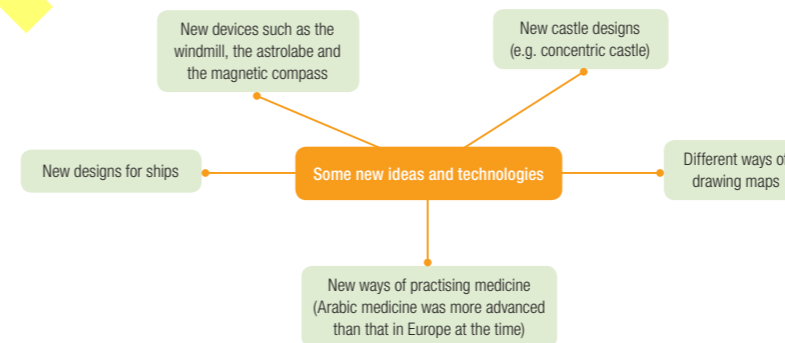 New devices such as the
windmill, the astrolabe and
the magnetic compass
New castle designs
(e.g. concentric castle)
New designs for ships
Some new ideas and technologies
Different ways of
drawing maps
New ways of practising medicine
(Arabic medicine was more advanced
than that in Europe at the time)